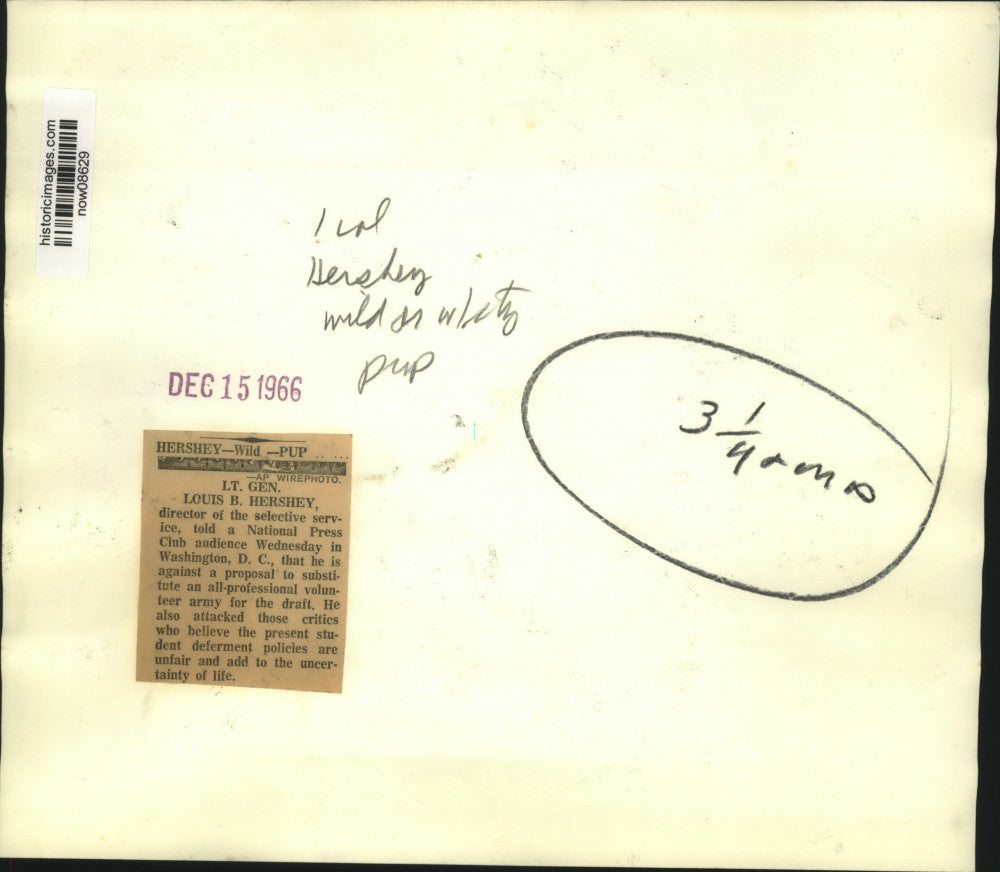 historicimages.com
now08629
1 col
Hershey
wild
pup
DEC 15 1966
3 1/4
HERSHEY—Wild —PUP
—AP WIREPHOTO.
LT. GEN.
LOUIS B. HERSHEY,
director of the selective serv-
ice, told a National Press
Club audience Wednesday in
Washington, D. C., that he is
against a proposal to substi-
tute an all-professional volun-
teer army for the draft. He
also attacked those critics
who believe the present stu-
dent deferment policies are
unfair and add to the uncer-
tainty of life.